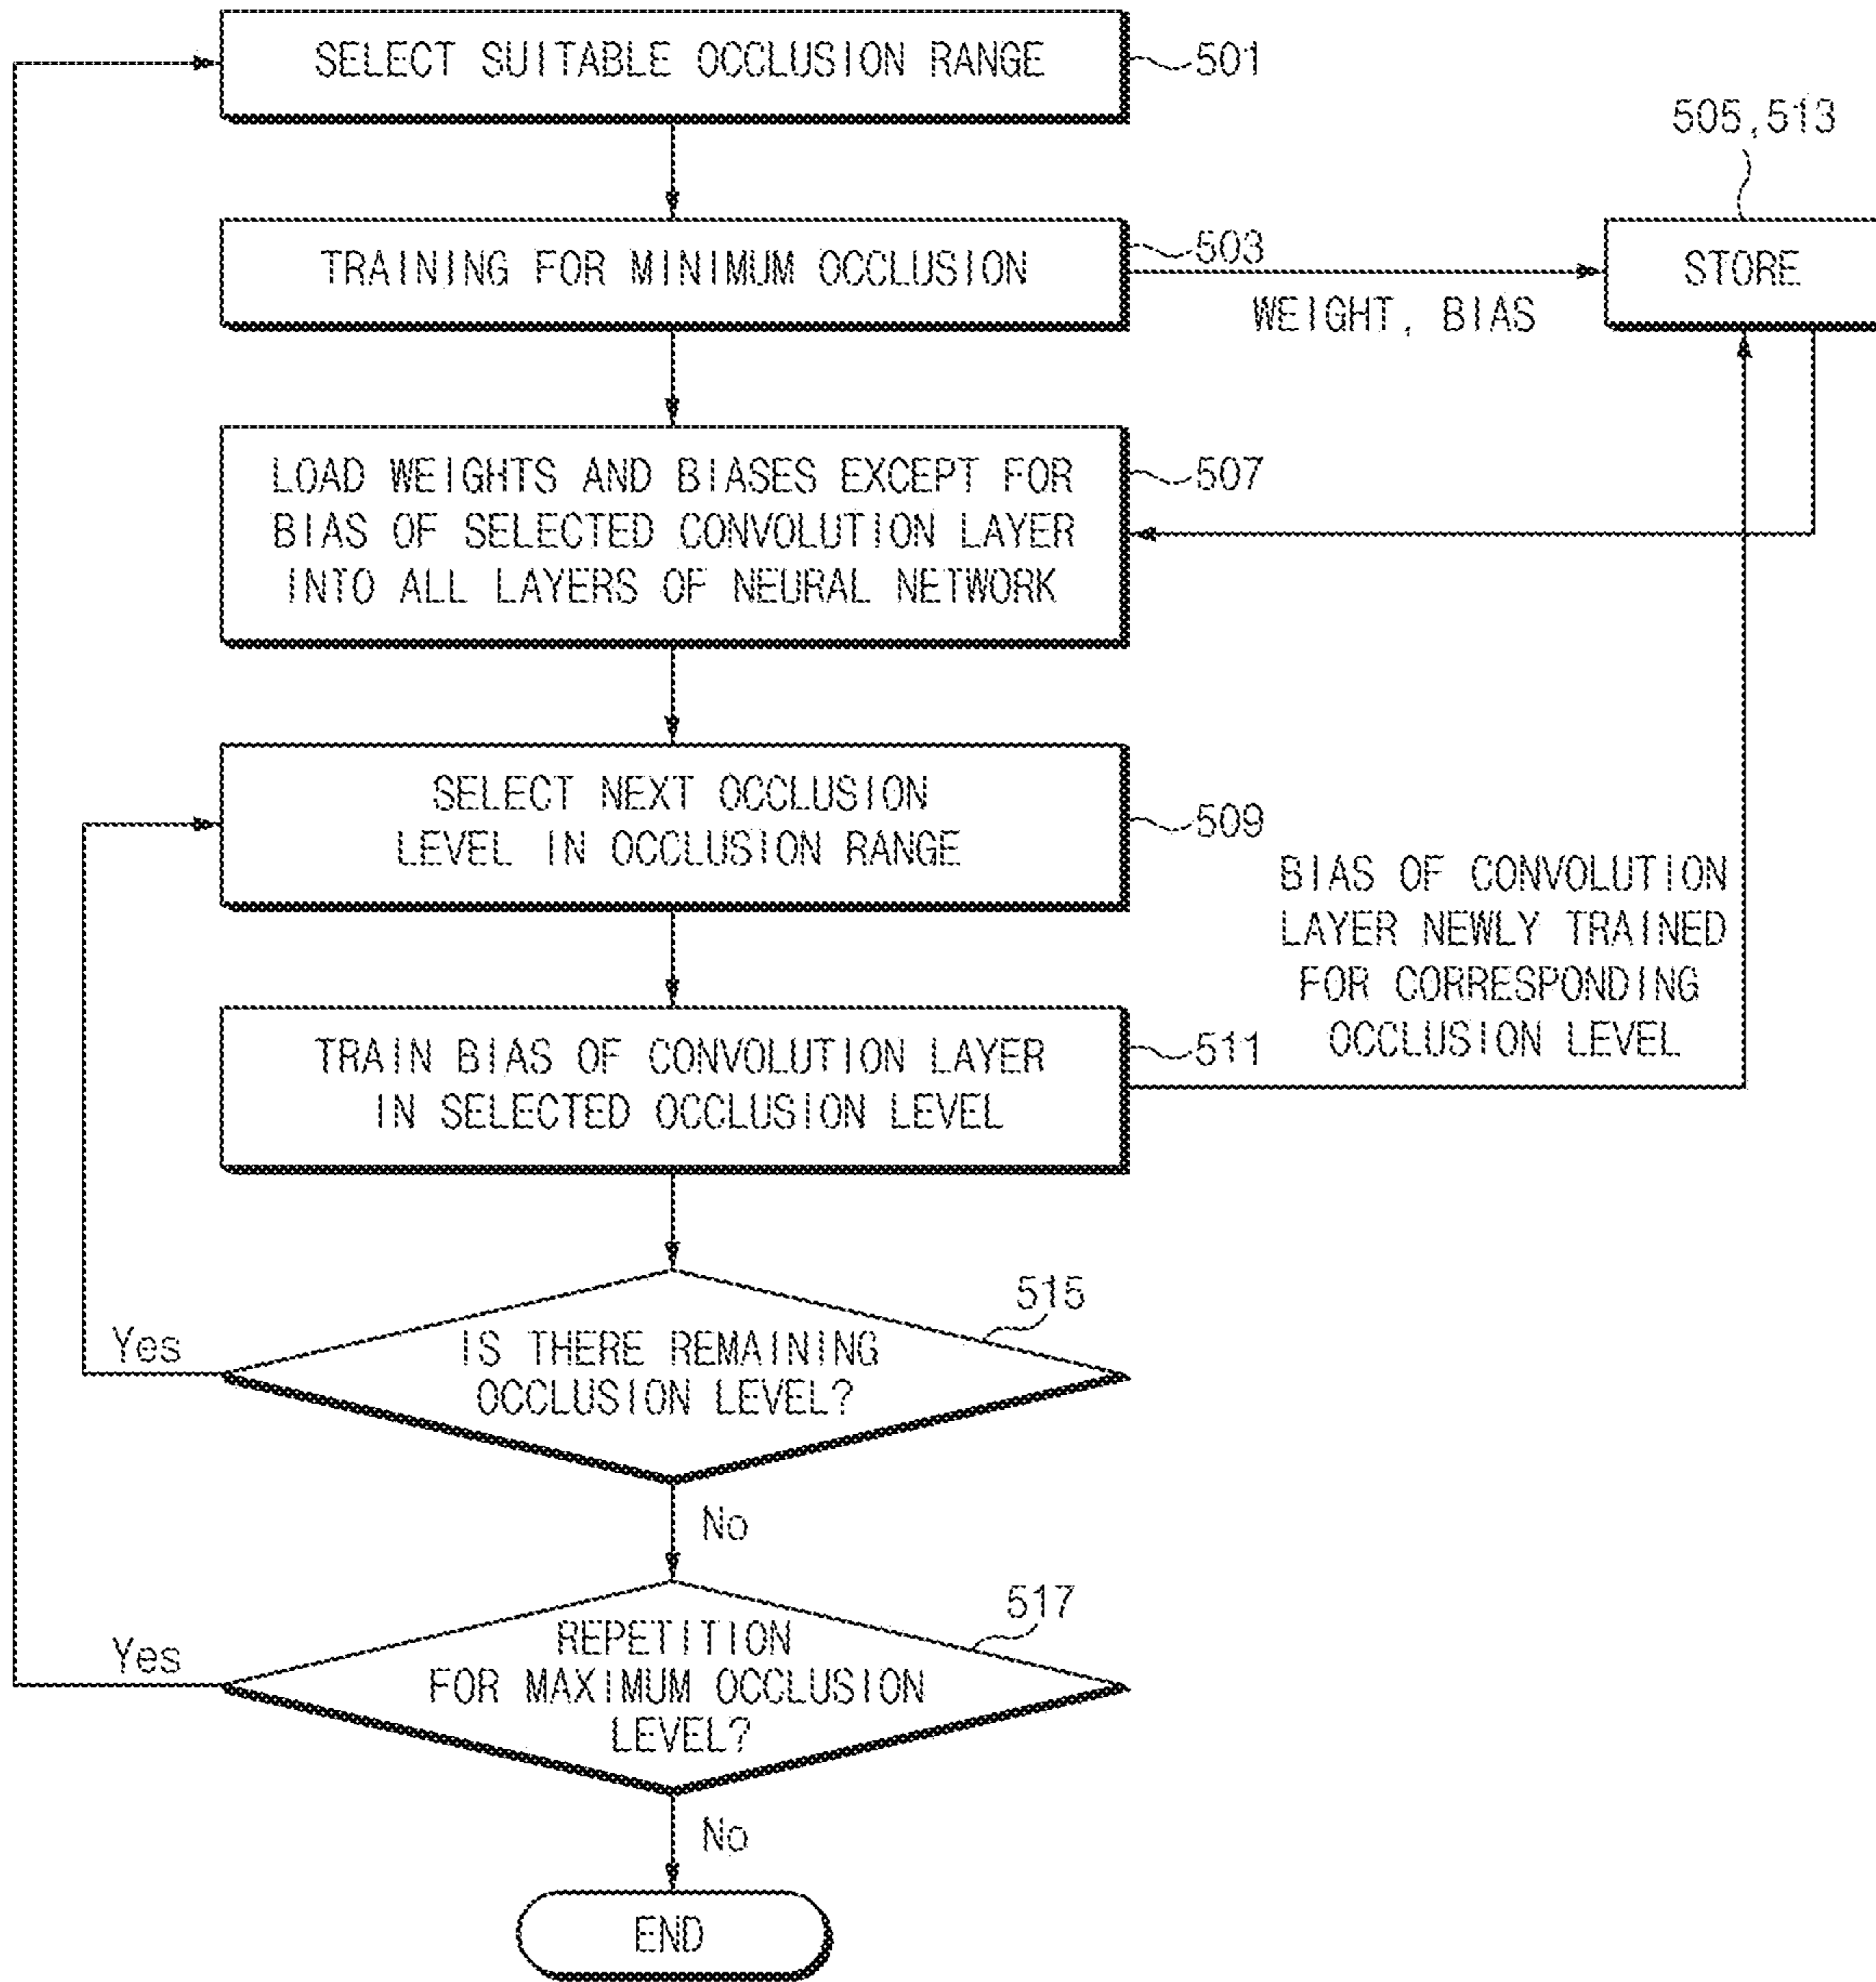 SELECT SUITABLE OCCLUSION RANGE
501
505,513
TRAINING FOR MINIMUM OCCLUSION
503
STORE
WEIGHT, BIAS
LOAD WEIGHTS AND BIASES EXCEPT FOR
BIAS OF SELECTED CONVOLUTION LAYER
INTO ALL LAYERS OF NEURAL NETWORK
507
SELECT NEXT OCCLUSION
LEVEL IN OCCLUSION RANGE
509
BIAS OF CONVOLUTION
LAYER NEWLY TRAINED
FOR CORRESPONDING
OCCLUSION LEVEL
TRAIN BIAS OF CONVOLUTION LAYER
IN SELECTED OCCLUSION LEVEL
511
515
Yes
IS THERE REMAINING
OCCLUSION LEVEL?
No
517
Yes
REPETITION
FOR MAXIMUM OCCLUSION
LEVEL?
No
END